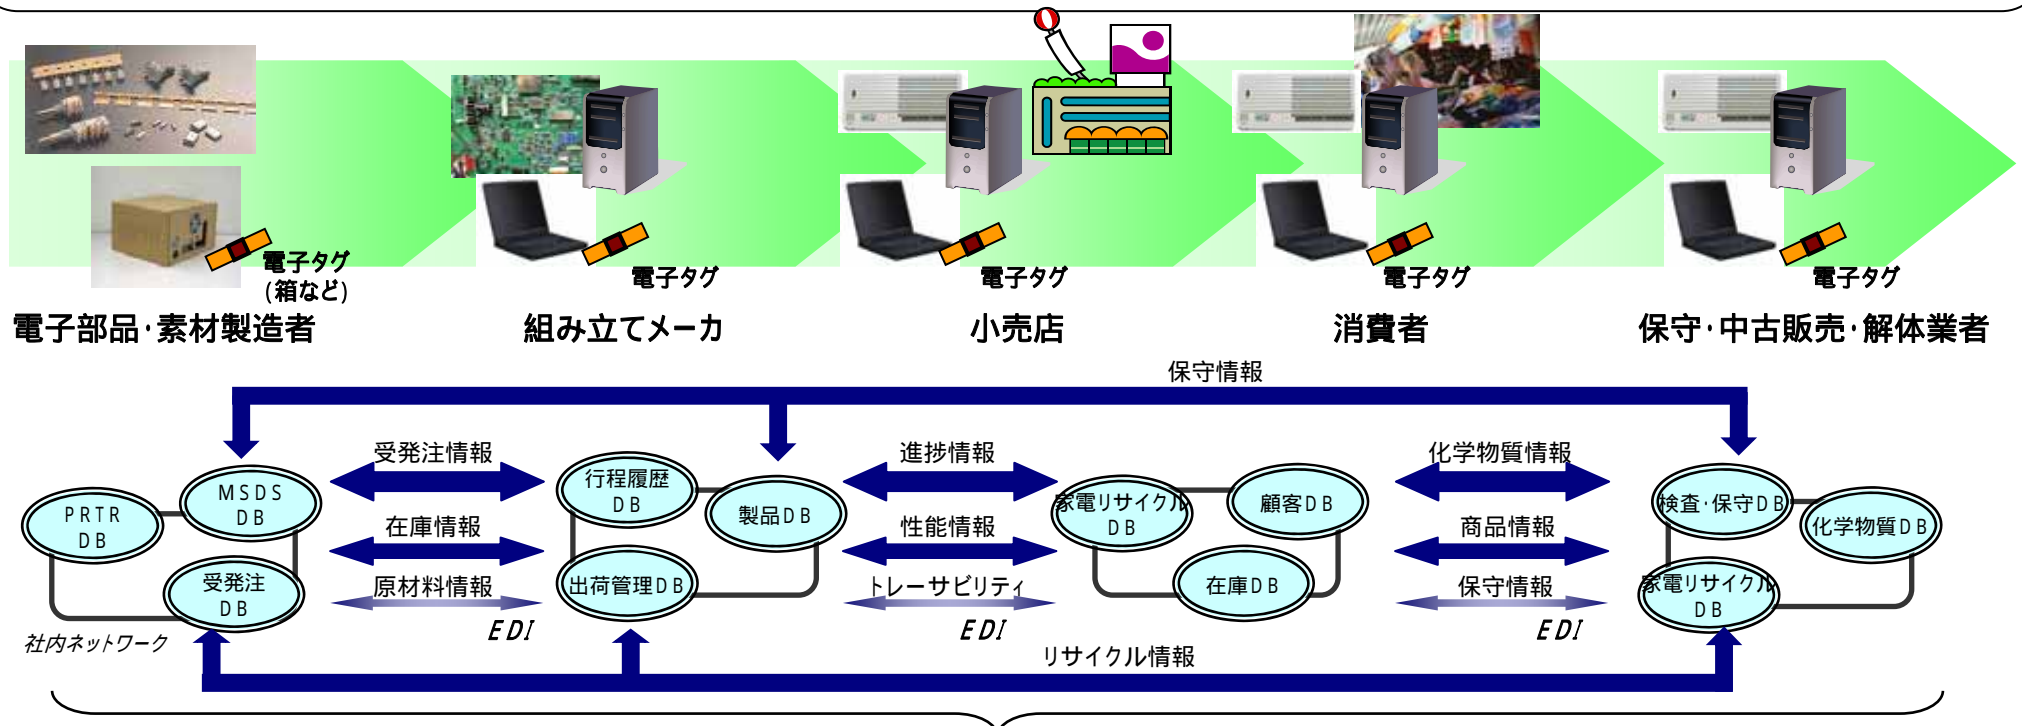 電子タグ
(箱など)
電子タグ
電子タグ
電子タグ
電子タグ
電子部品・素材製造者
組み立てメーカ
小売店
消費者
保守・中古販売・解体業者
保守情報
受発注情報
進捗情報
化学物質情報
PRTR
DB
MSDS
DB
受発注
DB
行程履歴
DB
製品DB
出荷管理DB
家電リサイクル
DB
顧客DB
在庫DB
検査・保守DB
化学物質DB
家電リサイクル
DB
在庫情報
性能情報
商品情報
原材料情報
トレーサビリティ
保守情報
EDI
EDI
EDI
社内ネットワーク
リサイクル情報